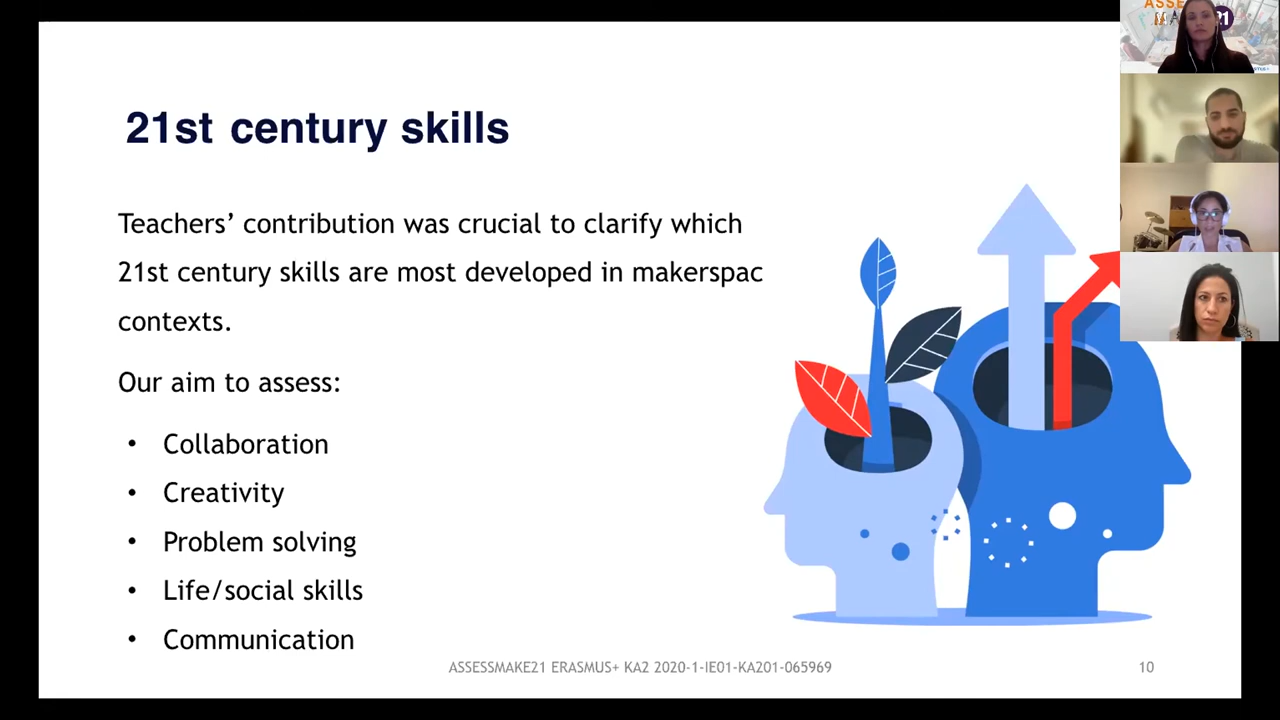 21st century skills
Teachers’ contribution was crucial to clarify which
21st century skills are most developed in makerspac
contexts.
Our aim to assess:
• Collaboration
• Creativity
• Problem solving
• Life/social skills
• Communication
ASSESSMAKE21 ERASMUS+ KA2 2020-1-IE01-KA201-065969
10
ASSE
21